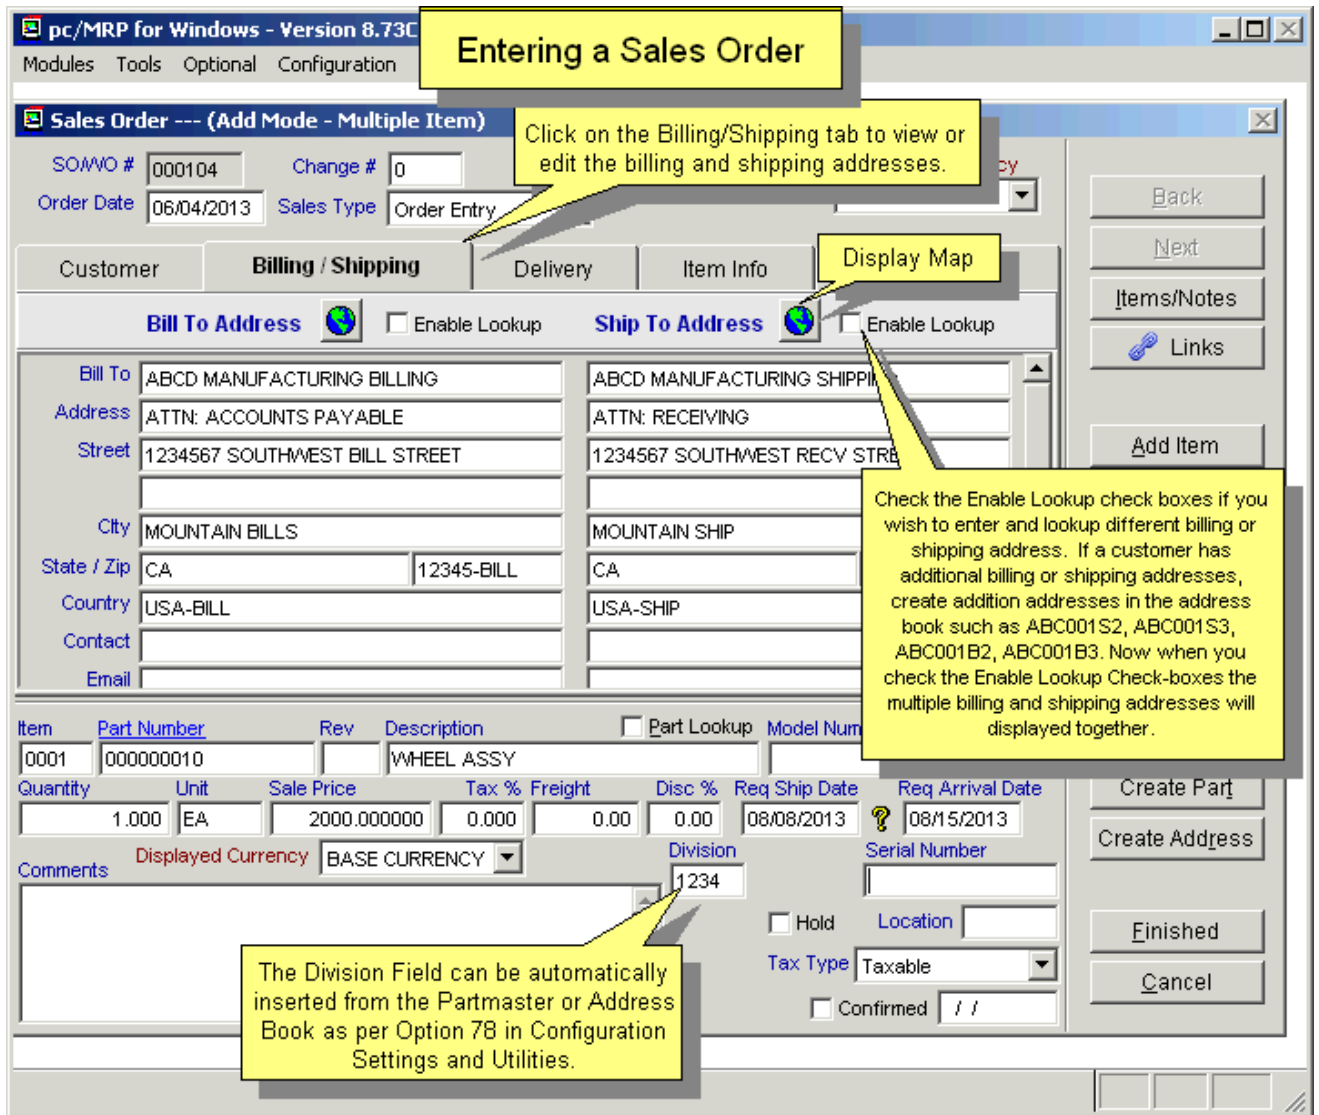 pc/MRP for Windows - Version 8.73C
Entering a Sales Order
Modules Tools Optional Configuration
Sales Order --- (Add Mode - Multiple Item)
Click on the Billing/Shipping tab to view or
edit the billing and shipping addresses.
SO/WO # 000104 Change # 0
Order Date 06/04/2013 Sales Type Order Entry
Back
Next
Items/Notes
Links
Add Item
Customer Billing / Shipping Delivery Item Info
Display Map
Bill To Address Enable Lookup Ship To Address Enable Lookup
Bill To ABCD MANUFACTURING BILLING ABCD MANUFACTURING
Address ATTN: ACCOUNTS PAYABLE ATTN: RECEIVING
Street 1234567 SOUTHWEST BILL STREET 1234567 SOUTHWEST RECV
City MOUNTAIN BILLS MOUNTAIN SHIP
State / Zip CA 12345-BILL CA
Country USA-BILL USA-SHIP
Contact
Email
Check the Enable Lookup check boxes if you
wish to enter and lookup different billing or
shipping address. If a customer has
additional billing or shipping addresses,
create addition addresses in the address
book such as ABC001S2, ABC001S3,
ABC001B2, ABC001B3. Now when you
check the Enable Lookup Check-boxes the
multiple billing and shipping addresses will
displayed together.
Item Part Number Rev Description Part Lookup Model Num
0001 000000010 WHEEL ASSY
Quantity Unit Sale Price Tax % Freight Disc % Req Ship Date Req Arrival Date
1.000 EA 2000.000000 0.000 0.00 0.00 08/08/2013 ? 08/15/2013
Create Part
Create Address
Comments Displayed Currency BASE CURRENCY Division Serial Number
1234
Hold Location
Tax Type Taxable
Confirmed / /
Finished
Cancel
The Division Field can be automatically
inserted from the Partmaster or Address
Book as per Option 78 in Configuration
Settings and Utilities.